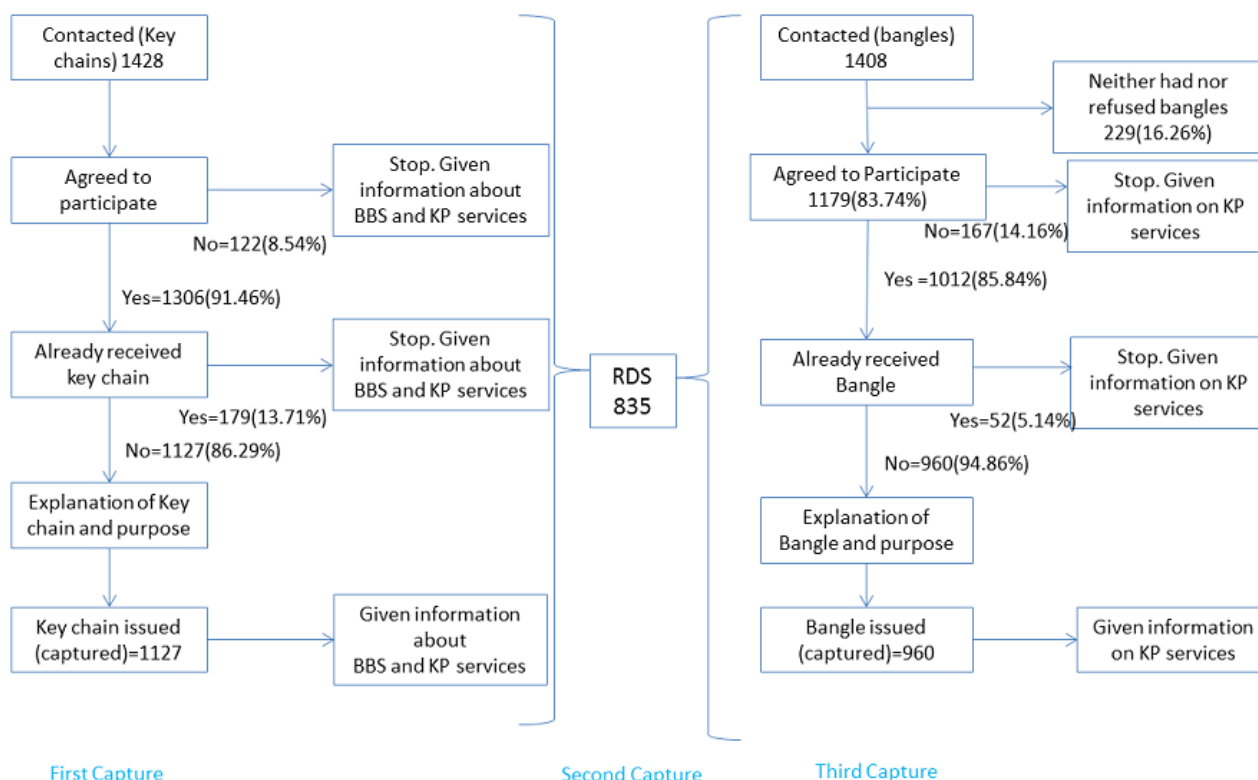 Contacted (Key
chains) 1428
Agreed to
participate
Stop. Given
information about
BBS and KP services
No=122(8.54%)
Yes=1306(91.46%)
Already received
key chain
Stop. Given
information about
BBS and KP services
Yes=179(13.71%)
No=1127(86.29%)
Explanation of Key
chain and purpose
Key chain issued
(captured)=1127
Given information
about
BBS and KP services
First Capture
RDS
835
Second Capture
Contacted (bangles)
1408
Neither had nor
refused bangles
229(16.26%)
Agreed to Participate
1179(83.74%)
Stop. Given
information on KP
services
No=167(14.16%)
Yes =1012(85.84%)
Already received
Bangle
Stop. Given
information on KP
services
Yes=52(5.14%)
No=960(94.86%)
Explanation of
Bangle and purpose
Bangle issued
(captured)=960
Given information
on KP services
Third Capture